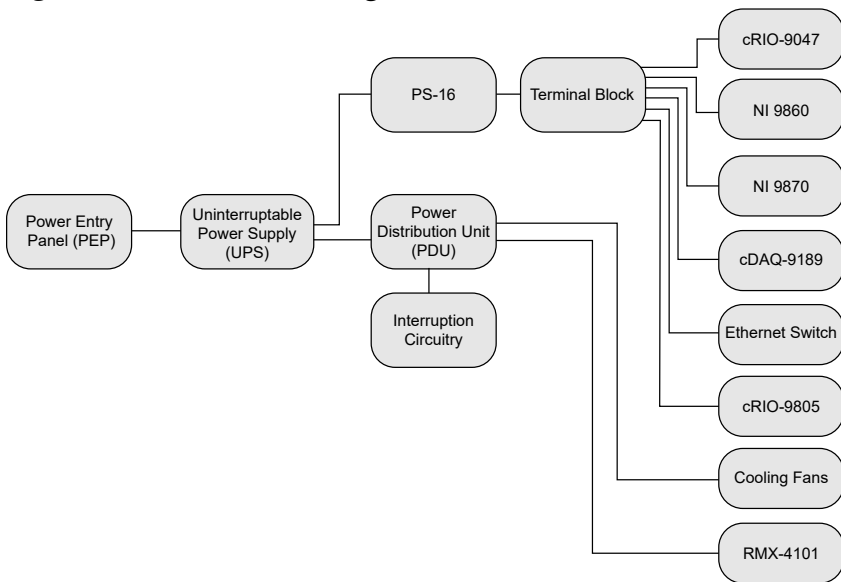 cRIO-9047
PS-16
Terminal Block
NI 9860
NI 9870
Power Entry
Panel (PEP)
Uninterruptable
Power Supply
(UPS)
Power
Distribution Unit
(PDU)
cDAQ-9189
Interruption
Circuitry
Ethernet Switch
cRIO-9805
Cooling Fans
RMX-4101